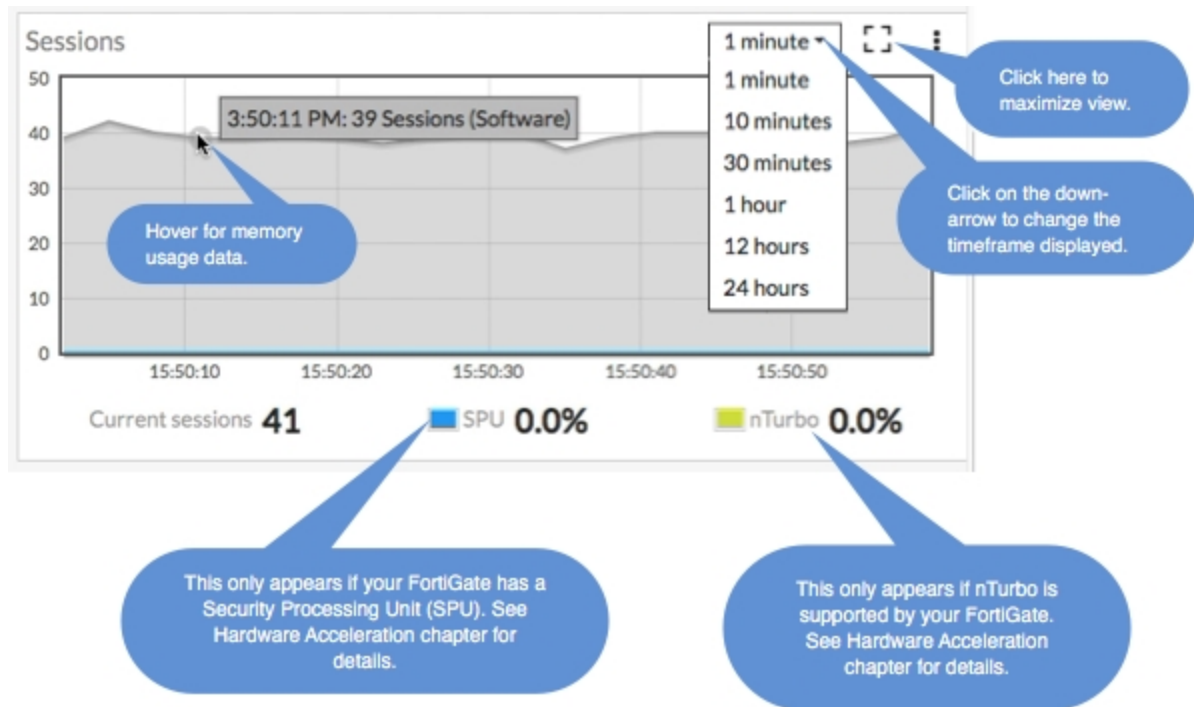 Sessions
1 minute
1 minute
10 minutes
30 minutes
1 hour
12 hours
24 hours
Click here to
maximize view.
Click on the down-
arrow to change the
timeframe displayed.
50
40
30
20
10
0
3:50:11 PM: 39 Sessions (Software)
Hover for memory
usage data.
15:50:10
15:50:20
15:50:30
15:50:40
15:50:50
Current sessions 41
SPU 0.0%
nTurbo 0.0%
This only appears if your FortiGate has a
Security Processing Unit (SPU). See
Hardware Acceleration chapter for
details.
This only appears if nTurbo is
supported by your FortiGate.
See Hardware Acceleration
chapter for details.